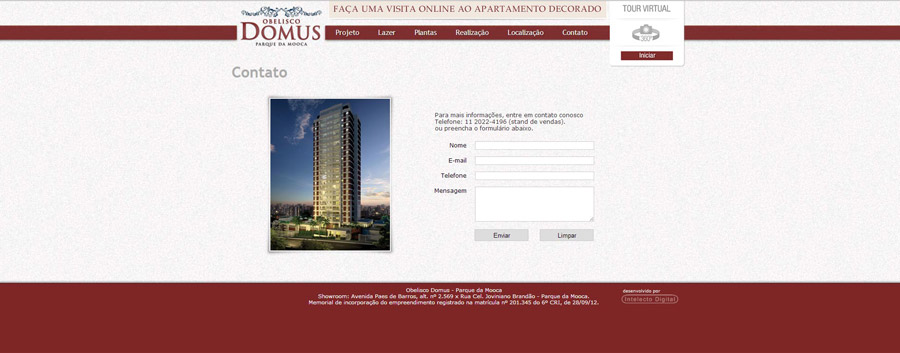 OBELISCO
DOMUS
PARQUE DA MOOCA
FAÇA UMA VISITA ONLINE AO APARTAMENTO DECORADO
TOUR VIRTUAL
360°
Iniciar
Projeto Lazer Plantas Realização Localização Contato
Contato
Para mais informações, entre em contato conosco
Telefone: 11 2022-4196 (stand de vendas).
ou preencha o formulário abaixo.
Nome
E-mail
Telefone
Mensagem
Enviar Limpar
Obelisco Domus - Parque da Mooca
Showroom: Avenida Paes de Barros, alt. nº 2.569 x Rua Cel. Joviniano Brandão - Parque da Mooca.
Memorial de incorporação do empreendimento registrado na matrícula nº 201.345 do 6º CRI, de 28/09/12.
desenvolvido por:
Intelecto Digital